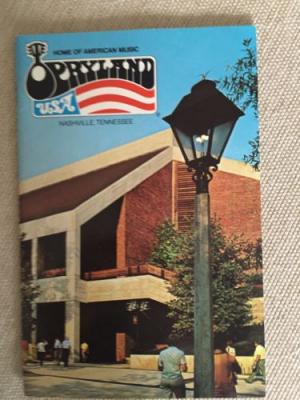 HOME OF AMERICAN MUSIC
OPRYLAND
USA
NASHVILLE, TENNESSEE